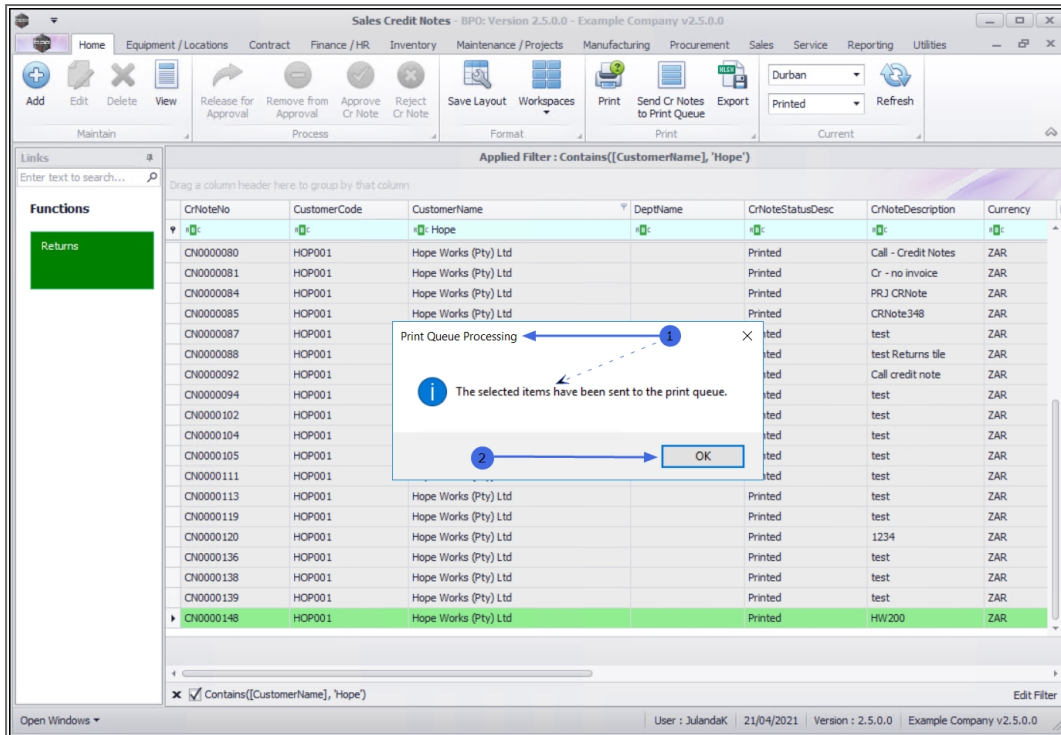 Sales Credit Notes - BPO: Version 2.5.0.0 - Example Company v2.5.0.0
Home Equipment / Locations Contract Finance / HR Inventory Maintenance / Projects Manufacturing Procurement Sales Service Reporting Utilities
Add Edit Delete View Release for Approval Remove from Approval Approve Cr Note Reject Cr Note Save Layout Workspaces Print Send Cr Notes to Print Queue Export Durban Printed Refresh
Maintain Process Format Print Current
Links
Enter text to search...
Functions
Returns
Applied Filter : Contains([CustomerName], 'Hope')
Drag a column header here to group by that column
CrNoteNo CustomerCode CustomerName DeptName CrNoteStatusDesc CrNoteDescription Currency
Hope
CN0000080 HOP001 Hope Works (Pty) Ltd Printed Call - Credit Notes ZAR
CN0000081 HOP001 Hope Works (Pty) Ltd Printed Cr - no invoice ZAR
CN0000084 HOP001 Hope Works (Pty) Ltd Printed PRJ CRNote ZAR
CN0000085 HOP001 Hope Works (Pty) Ltd Printed CRNote348 ZAR
CN0000087 HOP001 test ZAR
CN0000088 HOP001 test Returns tile ZAR
CN0000092 HOP001 Call credit note ZAR
CN0000094 HOP001 test ZAR
CN0000102 HOP001 test ZAR
CN0000104 HOP001 test ZAR
CN0000105 HOP001 test ZAR
CN0000111 HOP001 test ZAR
CN0000113 HOP001 Hope Works (Pty) Ltd Printed test ZAR
CN0000119 HOP001 Hope Works (Pty) Ltd Printed test ZAR
CN0000120 HOP001 Hope Works (Pty) Ltd Printed 1234 ZAR
CN0000136 HOP001 Hope Works (Pty) Ltd Printed test ZAR
CN0000138 HOP001 Hope Works (Pty) Ltd Printed test ZAR
CN0000139 HOP001 Hope Works (Pty) Ltd Printed test ZAR
CN0000148 HOP001 Hope Works (Pty) Ltd Printed HW200 ZAR
Print Queue Processing 1
The selected items have been sent to the print queue.
2 OK
Contains([CustomerName], 'Hope') Edit Filter
Open Windows User : JulandaK 21/04/2021 Version : 2.5.0.0 Example Company v2.5.0.0